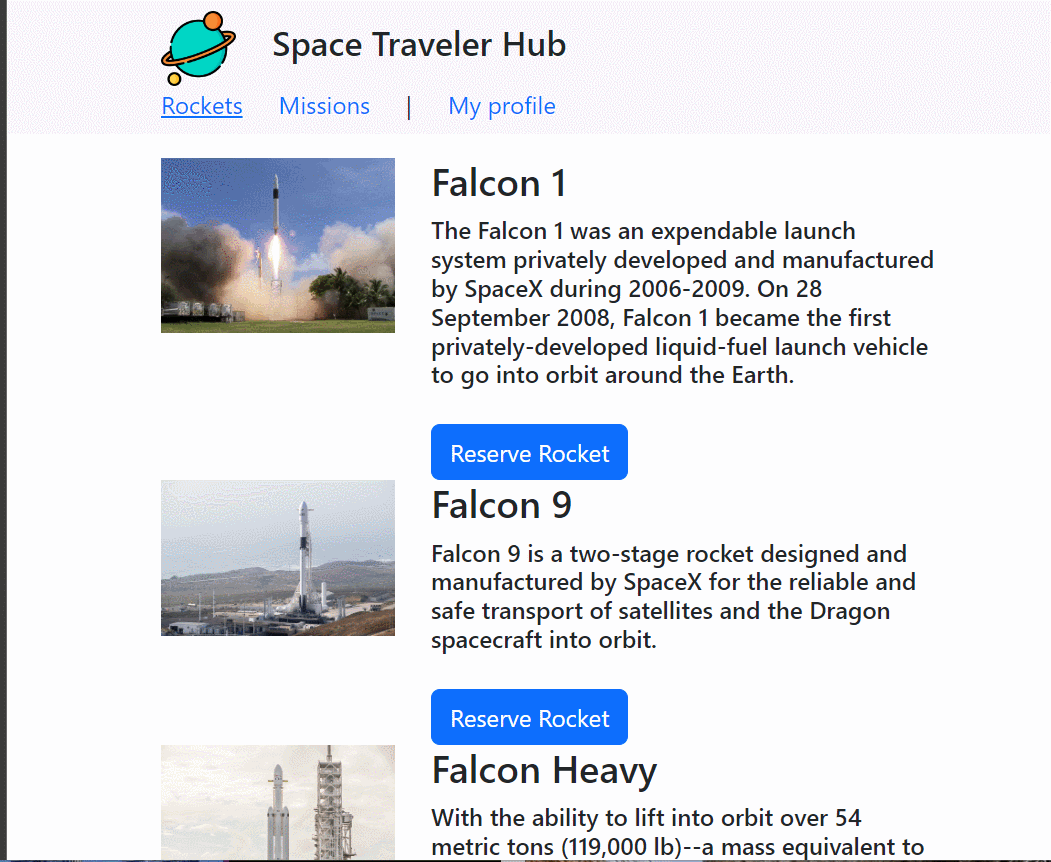 Space Traveler Hub
Rockets Missions | My profile
Falcon 1
The Falcon 1 was an expendable launch
system privately developed and manufactured
by SpaceX during 2006-2009. On 28
September 2008, Falcon 1 became the first
privately-developed liquid-fuel launch vehicle
to go into orbit around the Earth.
Reserve Rocket
Falcon 9
Falcon 9 is a two-stage rocket designed and
manufactured by SpaceX for the reliable and
safe transport of satellites and the Dragon
spacecraft into orbit.
Reserve Rocket
Falcon Heavy
With the ability to lift into orbit over 54
metric tons (119,000 lb)--a mass equivalent to